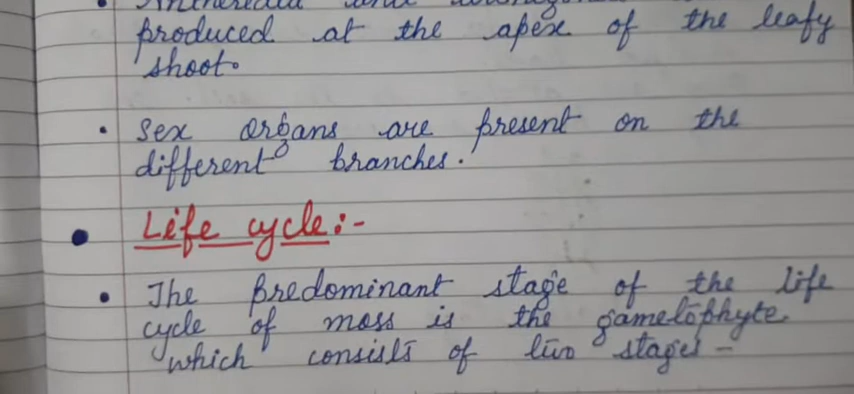 produced at the apex of the leafy
shoot.
• Sex organs are present on the
different branches.
• Life cycle:-
• The Predominant stage of the life
cycle of moss is the gametophyte.
which consists of two stages -